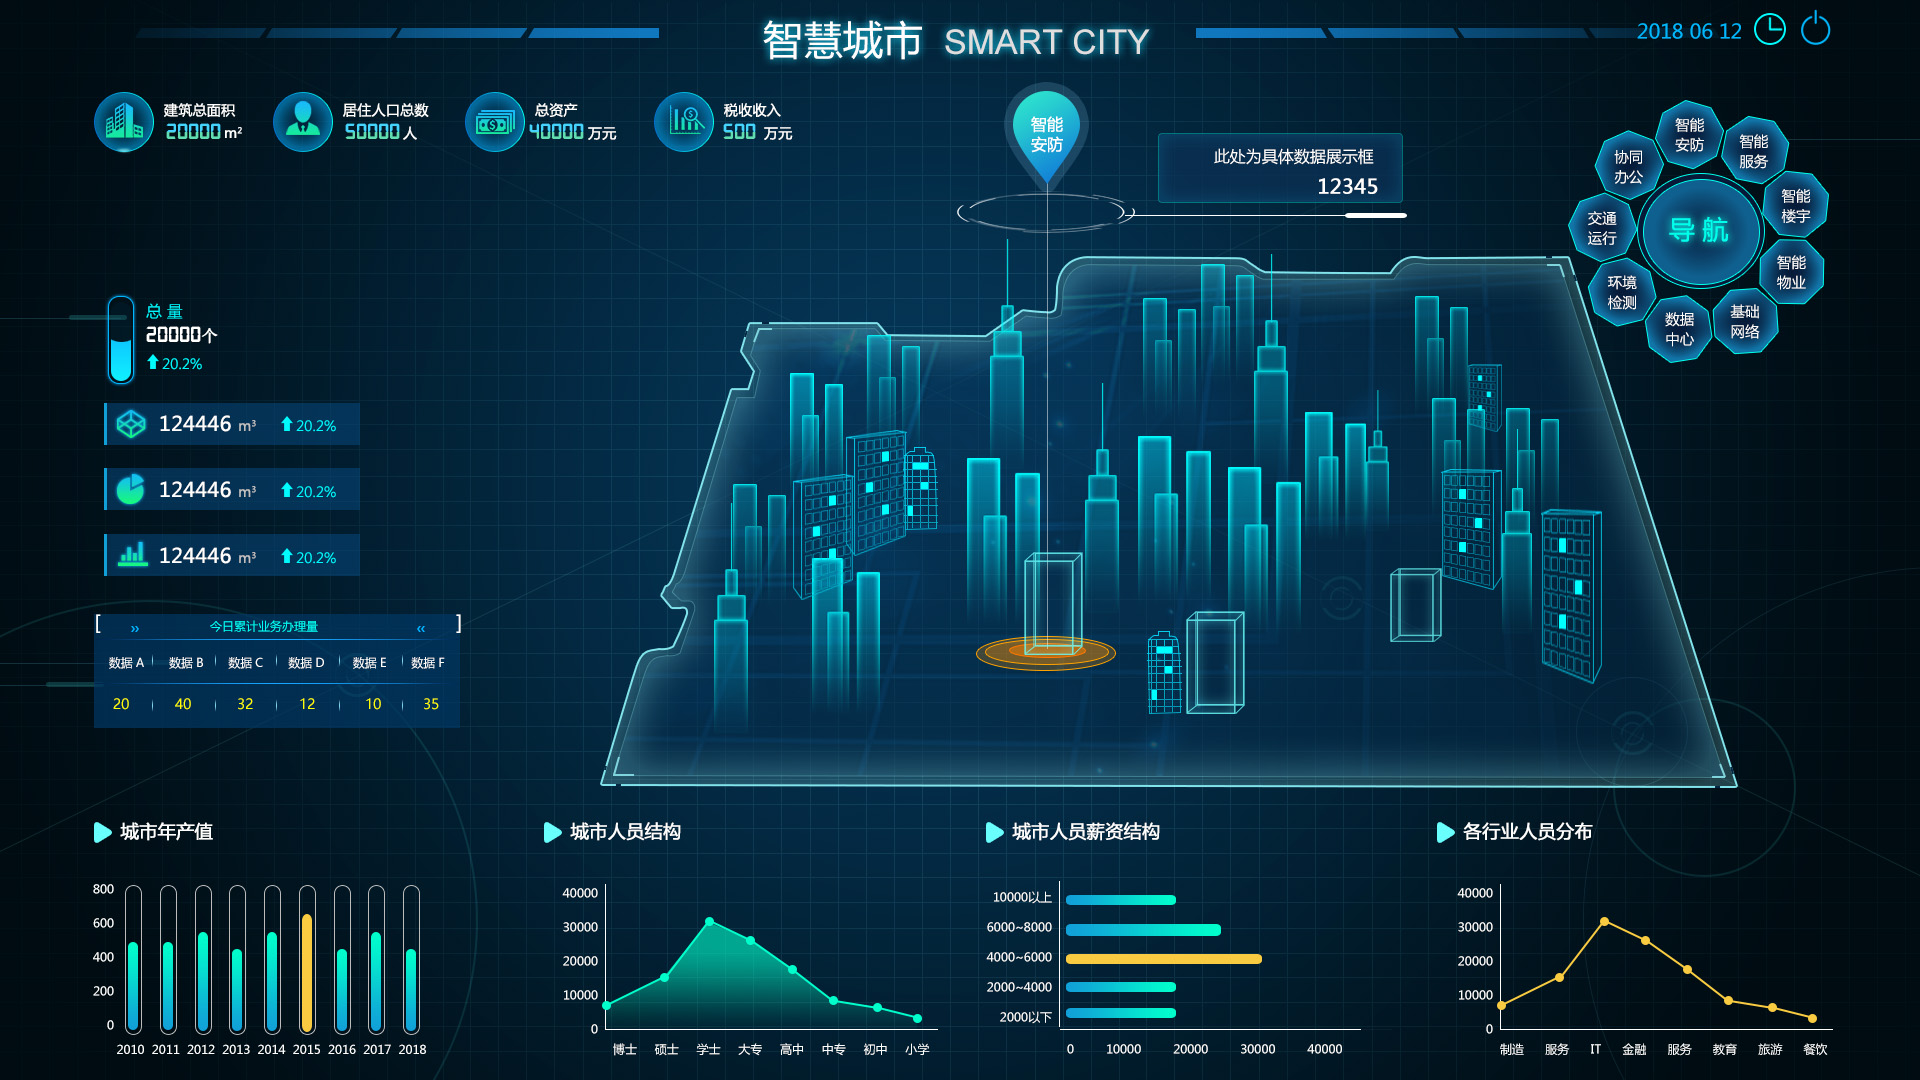 智慧城市 SMART CITY
2018 06 12
建筑总面积
20000 m²
居住人口总数
50000 人
总资产
40000 万元
税收收入
500 万元
智能
安防
此处为具体数据展示框
12345
智能
安防
智能
服务
智能
楼宇
智能
物业
基础
网络
数据
中心
环境
检测
交通
运行
协同
办公
导航
总 量
20000个
20.2%
124446 m³ 20.2%
124446 m³ 20.2%
124446 m³ 20.2%
[ » 今日累计业务办理量 « ]
数据 A 数据 B 数据 C 数据 D 数据 E 数据 F
20 40 32 12 10 35
城市年产值
800
600
400
200
0
2010 2011 2012 2013 2014 2015 2016 2017 2018
城市人员结构
40000
30000
20000
10000
0
博士 硕士 学士 大专 高中 中专 初中 小学
城市人员薪资结构
10000以上
6000~8000
4000~6000
2000~4000
2000以下
0 10000 20000 30000 40000
各行业人员分布
40000
30000
20000
10000
0
制造 服务 IT 金融 服务 教育 旅游 餐饮